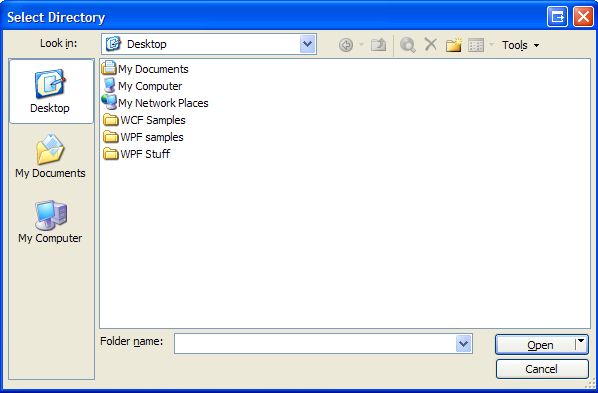 Select Directory
Look in: Desktop Tools
Desktop
My Documents
My Computer
My Documents
My Computer
My Network Places
WCF Samples
WPF samples
WPF Stuff
Folder name: Open
Cancel